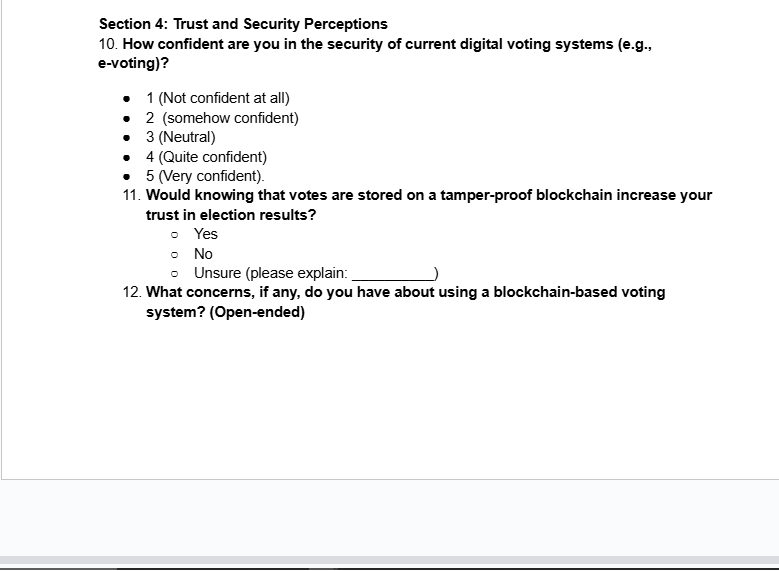 Section 4: Trust and Security Perceptions
10. How confident are you in the security of current digital voting systems (e.g.,
e-voting)?
● 1 (Not confident at all)
● 2 (somehow confident)
● 3 (Neutral)
● 4 (Quite confident)
● 5 (Very confident).
11. Would knowing that votes are stored on a tamper-proof blockchain increase your
trust in election results?
○ Yes
○ No
○ Unsure (please explain: __________)
12. What concerns, if any, do you have about using a blockchain-based voting
system? (Open-ended)